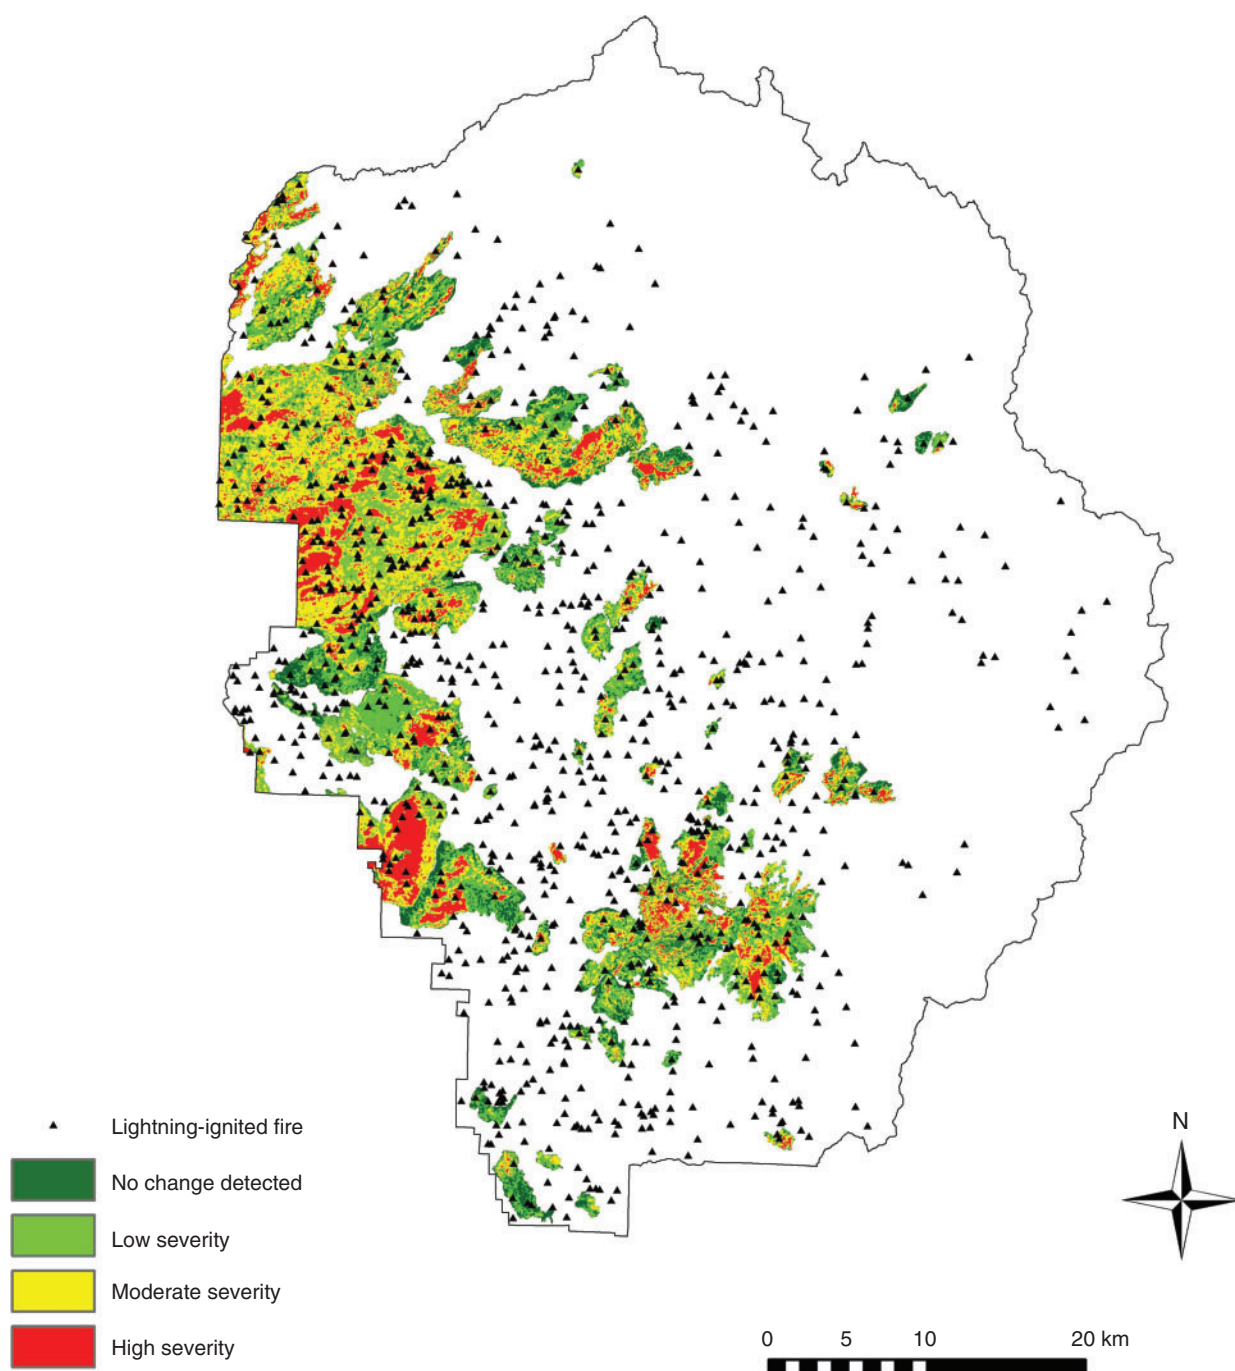 N
Lightning-ignited fire
No change detected
Low severity
Moderate severity
High severity
0 5 10 20 km